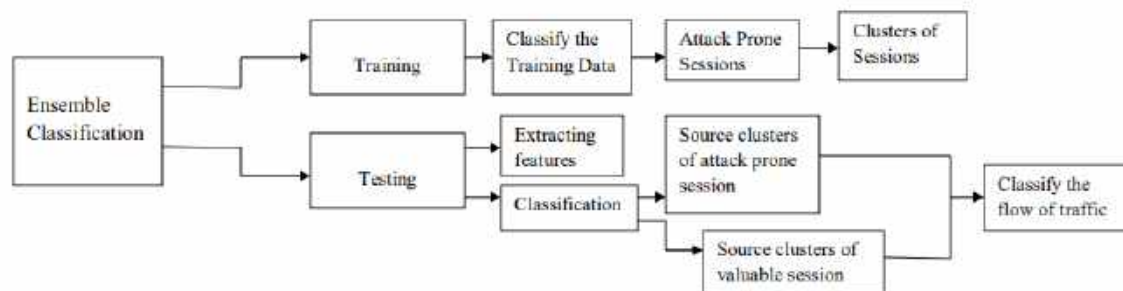 Ensemble
Classification
Training
Classify the
Training Data
Attack Prone
Sessions
Clusters of
Sessions
Testing
Extracting
features
Classification
Source clusters
of attack prone
session
Source clusters of
valuable session
Classify the
flow of traffic